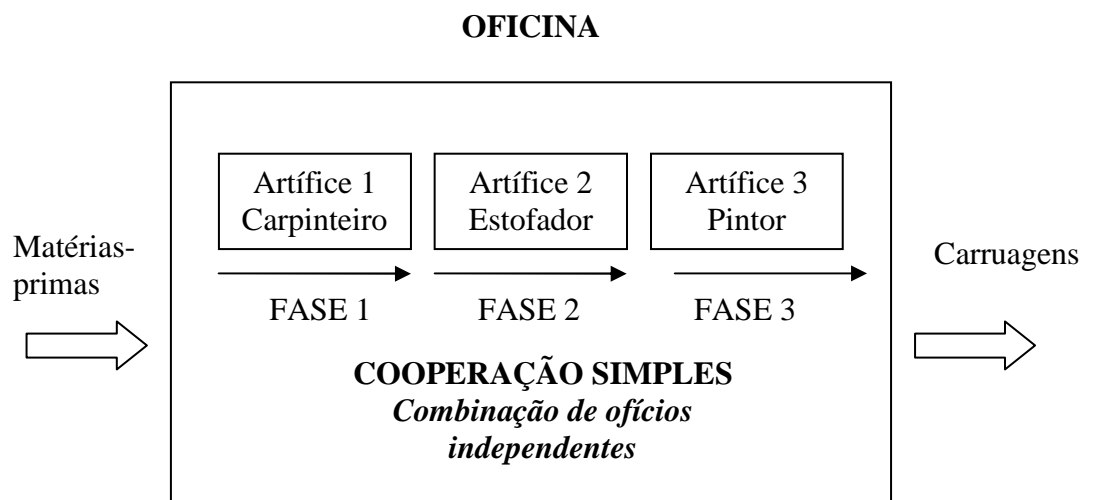 OFICINA
Artífice 1
Carpinteiro
Artífice 2
Estofador
Artífice 3
Pintor
Matérias-
primas
Carruagens
FASE 1
FASE 2
FASE 3
COOPERAÇÃO SIMPLES
Combinação de ofícios
independentes